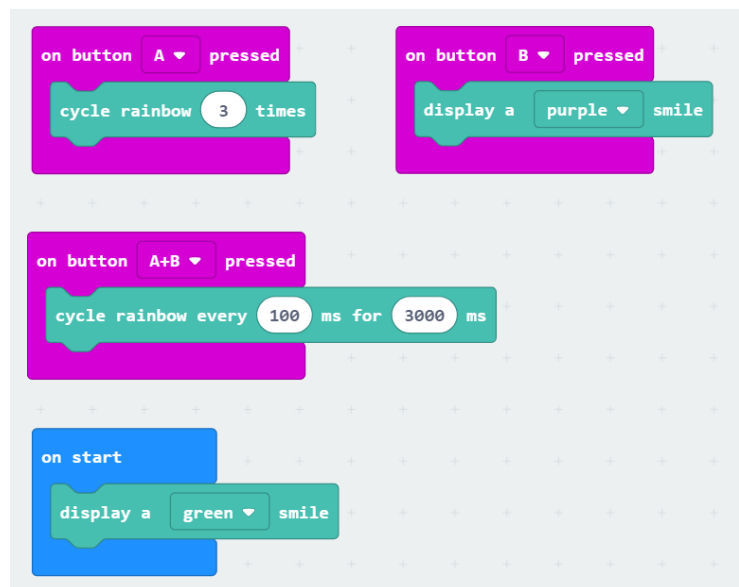 on button A pressed
cycle rainbow 3 times
on button B pressed
display a purple smile
on button A+B pressed
cycle rainbow every 100 ms for 3000 ms
on start
display a green smile